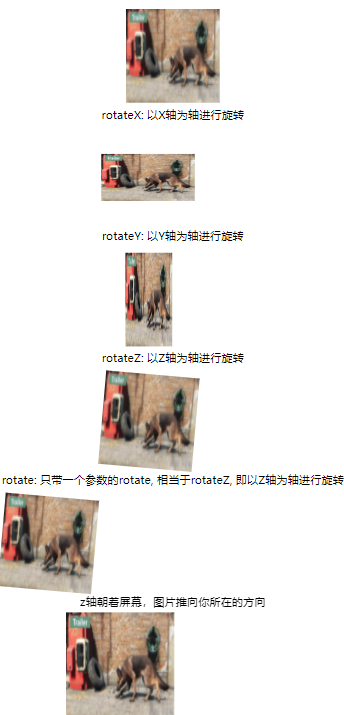 Trailer
rotateX: 以X轴为轴进行旋转
Trailer
rotateY: 以Y轴为轴进行旋转
rotateZ: 以Z轴为轴进行旋转
Trailer
rotate: 只带一个参数的rotate, 相当于rotateZ, 即以Z轴为轴进行旋转
Trailer
z轴朝着屏幕，图片推向你所在的方向
Trailer